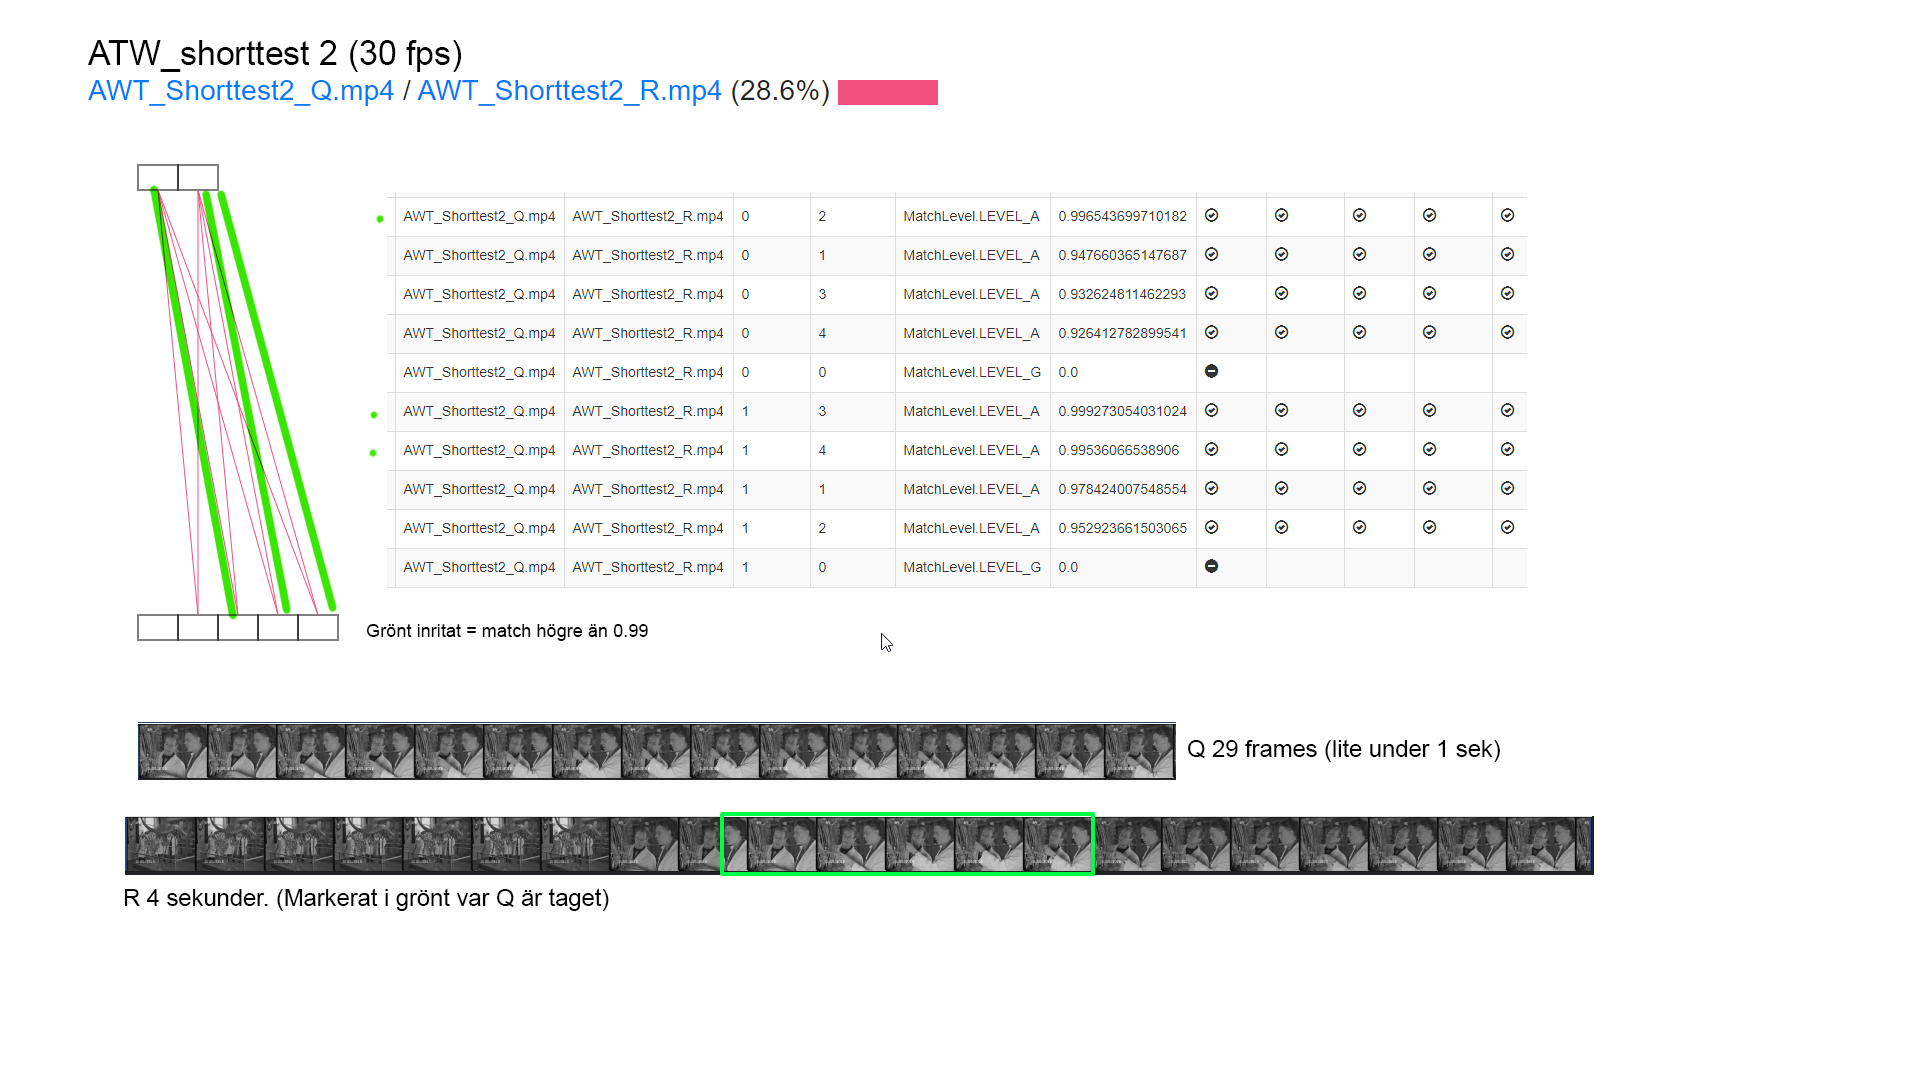 ATW_shorttest 2 (30 fps)
AWT_Shorttest2_Q.mp4 / AWT_Shorttest2_R.mp4 (28.6%)
AWT_Shorttest2_Q.mp4 AWT_Shorttest2_R.mp4 0 2 MatchLevel.LEVEL_A 0.996543699710182
AWT_Shorttest2_Q.mp4 AWT_Shorttest2_R.mp4 0 1 MatchLevel.LEVEL_A 0.947660365147687
AWT_Shorttest2_Q.mp4 AWT_Shorttest2_R.mp4 0 3 MatchLevel.LEVEL_A 0.932624811462293
AWT_Shorttest2_Q.mp4 AWT_Shorttest2_R.mp4 0 4 MatchLevel.LEVEL_A 0.926412782899541
AWT_Shorttest2_Q.mp4 AWT_Shorttest2_R.mp4 0 0 MatchLevel.LEVEL_G 0.0
AWT_Shorttest2_Q.mp4 AWT_Shorttest2_R.mp4 1 3 MatchLevel.LEVEL_A 0.999273054031024
AWT_Shorttest2_Q.mp4 AWT_Shorttest2_R.mp4 1 4 MatchLevel.LEVEL_A 0.99536066538906
AWT_Shorttest2_Q.mp4 AWT_Shorttest2_R.mp4 1 1 MatchLevel.LEVEL_A 0.978424007548554
AWT_Shorttest2_Q.mp4 AWT_Shorttest2_R.mp4 1 2 MatchLevel.LEVEL_A 0.952923661503065
AWT_Shorttest2_Q.mp4 AWT_Shorttest2_R.mp4 1 0 MatchLevel.LEVEL_G 0.0
Grönt inritat = match högre än 0.99
Q 29 frames (lite under 1 sek)
R 4 sekunder. (Markerat i grönt var Q är taget)